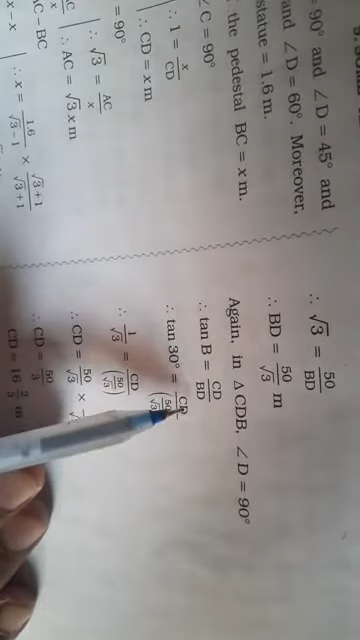 = 90° and ∠D = 45° and
and ∠D = 60°. Moreover,
statue = 1.6 m.
the pedestal BC = x m.
∠C = 90°
∴ 1 = x/CD
∴ CD = x m
= 90°
∴ √3 = AC/x
∴ AC = √3 x m
AC − BC
x − x
∴ x = 1.6/(√3−1) × (√3+1)/(√3+1)
∴ √3 = 50/BD
∴ BD = 50/√3 m
Again, in ΔCDB, ∠D = 90°
∴ tan B = CD/BD
∴ tan 30° = CD/(50/√3)
∴ 1/√3 = CD/(50/√3)
∴ CD = 50/√3 ×
∴ CD = 50/3
CD = 16 2/3 m